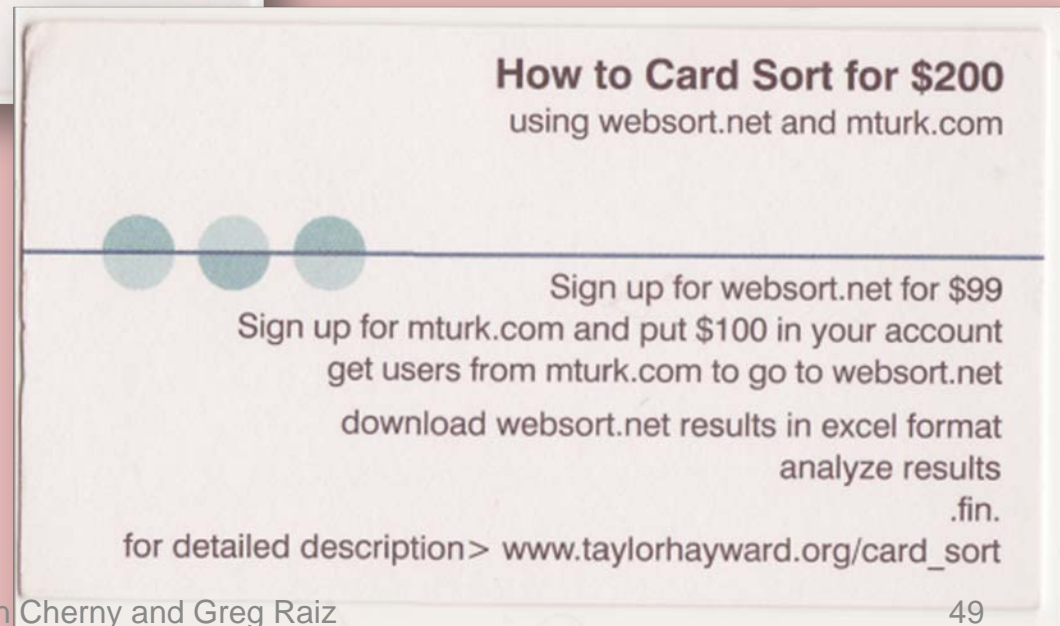 How to Card Sort for $200
using websort.net and mturk.com
Sign up for websort.net for $99
Sign up for mturk.com and put $100 in your account
get users from mturk.com to go to websort.net
download websort.net results in excel format
analyze results
.fin.
for detailed description> www.taylorhayward.org/card_sort
Cherny and Greg Raiz
49